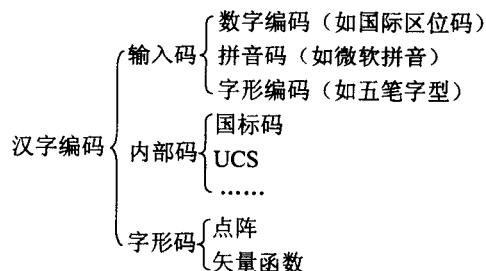 数字编码（如国际区位码）
输入码
拼音码（如微软拼音）
字形编码（如五笔字型）
国标码
汉字编码
内部码
UCS
……
点阵
字形码
矢量函数